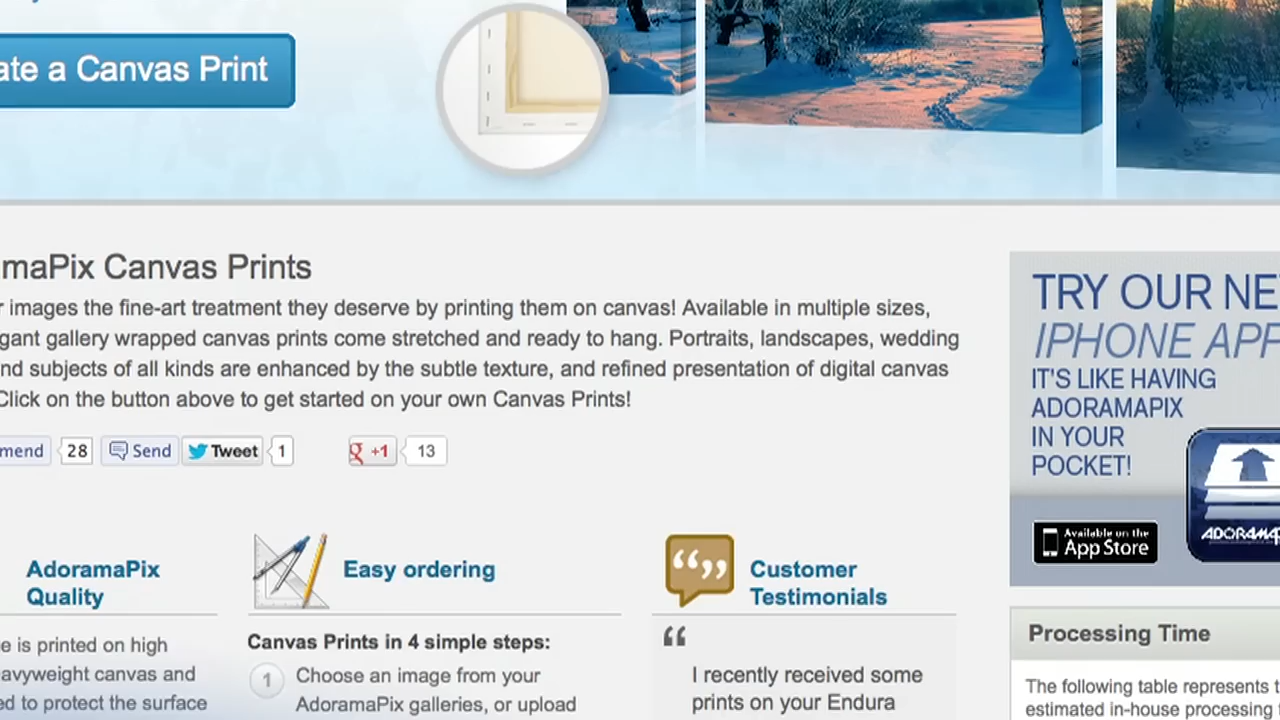 ate a Canvas Print
maPix Canvas Prints
r images the fine-art treatment they deserve by printing them on canvas! Available in multiple sizes,
gant gallery wrapped canvas prints come stretched and ready to hang. Portraits, landscapes, wedding
nd subjects of all kinds are enhanced by the subtle texture, and refined presentation of digital canvas
Click on the button above to get started on your own Canvas Prints!
mend 28 Send Tweet 1 +1 13
AdoramaPix
Quality
e is printed on high
avyweight canvas and
ed to protect the surface
Easy ordering
Canvas Prints in 4 simple steps:
1 Choose an image from your
AdoramaPix galleries, or upload
Customer
Testimonials
“
I recently received some
prints on your Endura
TRY OUR NE
IPHONE APP
IT'S LIKE HAVING
ADORAMAPIX
IN YOUR
POCKET!
Available on the
App Store
ADORAMA
Processing Time
The following table represents t
estimated in-house processing